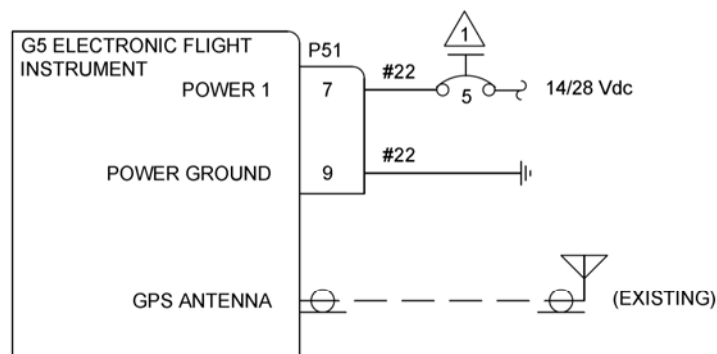 G5 ELECTRONIC FLIGHT
INSTRUMENT
P51
1
POWER 1
7
#22
5
14/28 Vdc
POWER GROUND
9
#22
GPS ANTENNA
(EXISTING)